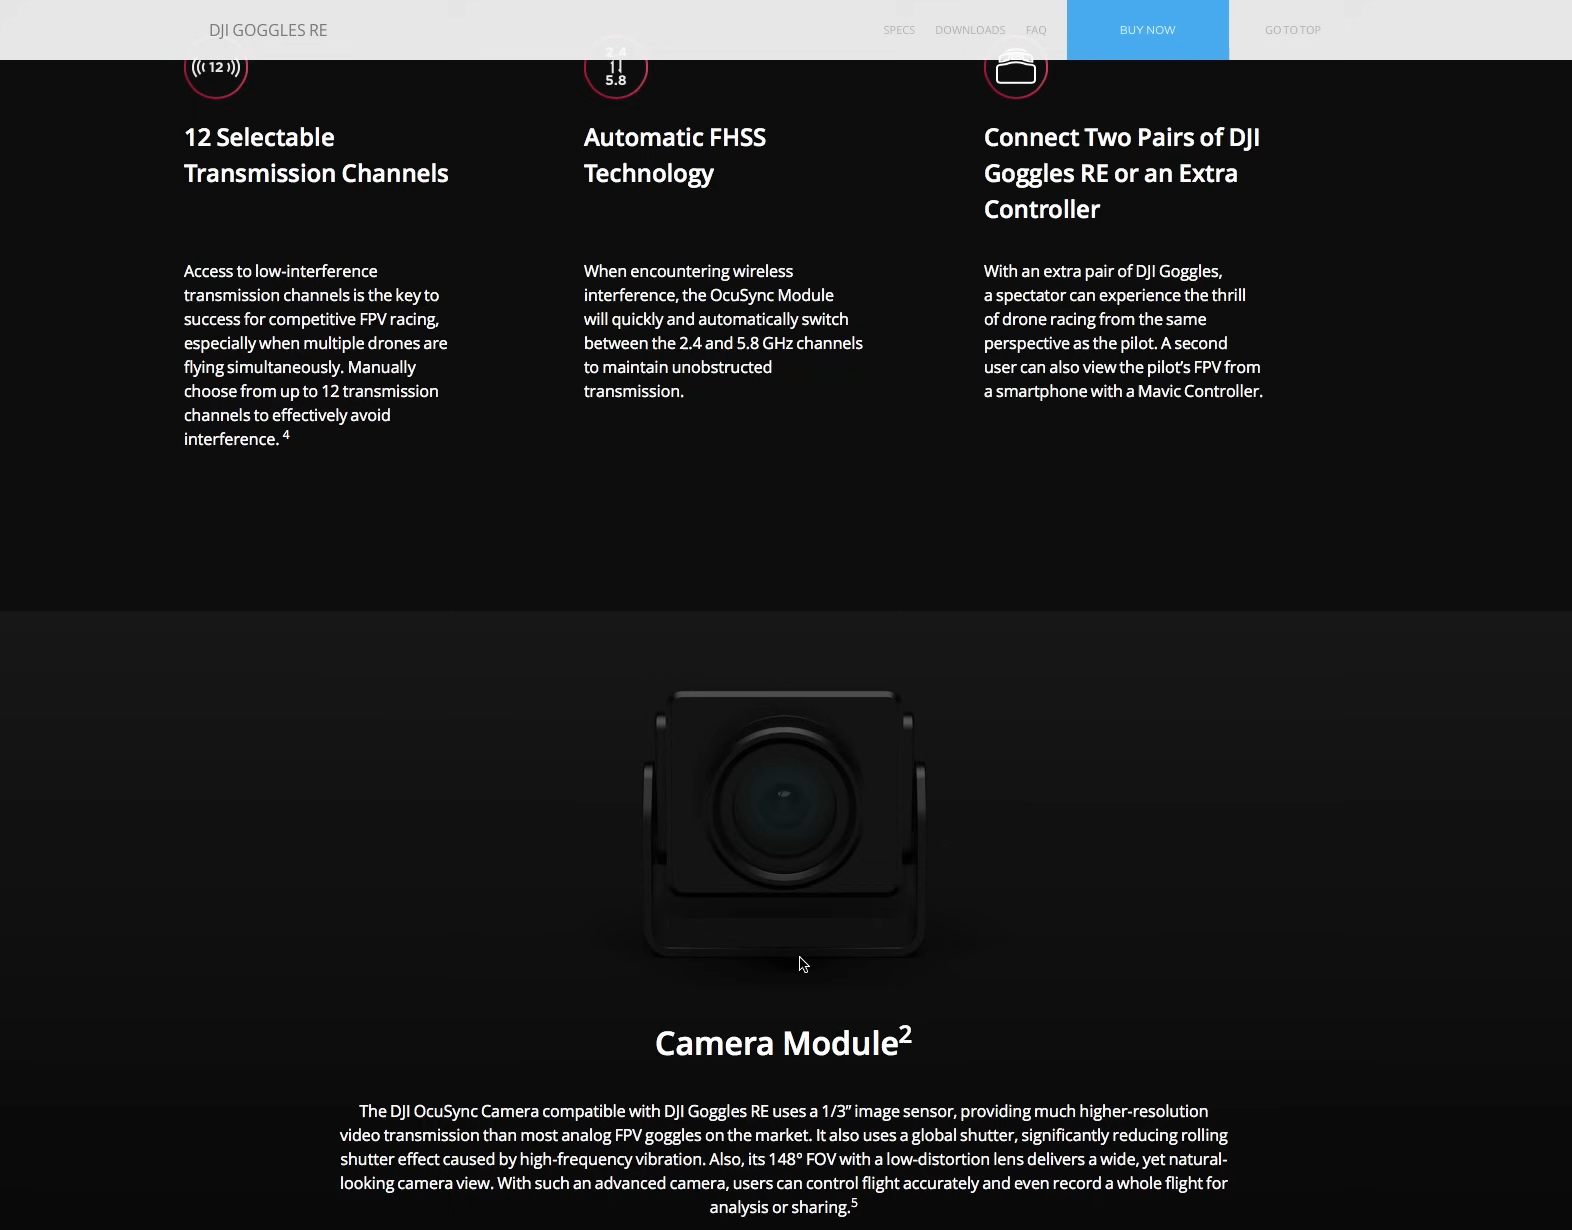 DJI GOGGLES RE
SPECS DOWNLOADS FAQ BUY NOW GO TO TOP
12
2.4
5.8
12 Selectable
Transmission Channels
Access to low-interference
transmission channels is the key to
success for competitive FPV racing,
especially when multiple drones are
flying simultaneously. Manually
choose from up to 12 transmission
channels to effectively avoid
interference. 4
Automatic FHSS
Technology
When encountering wireless
interference, the OcuSync Module
will quickly and automatically switch
between the 2.4 and 5.8 GHz channels
to maintain unobstructed
transmission.
Connect Two Pairs of DJI
Goggles RE or an Extra
Controller
With an extra pair of DJI Goggles,
a spectator can experience the thrill
of drone racing from the same
perspective as the pilot. A second
user can also view the pilot’s FPV from
a smartphone with a Mavic Controller.
Camera Module2
The DJI OcuSync Camera compatible with DJI Goggles RE uses a 1/3” image sensor, providing much higher-resolution
video transmission than most analog FPV goggles on the market. It also uses a global shutter, significantly reducing rolling
shutter effect caused by high-frequency vibration. Also, its 148° FOV with a low-distortion lens delivers a wide, yet natural-
looking camera view. With such an advanced camera, users can control flight accurately and even record a whole flight for
analysis or sharing.5